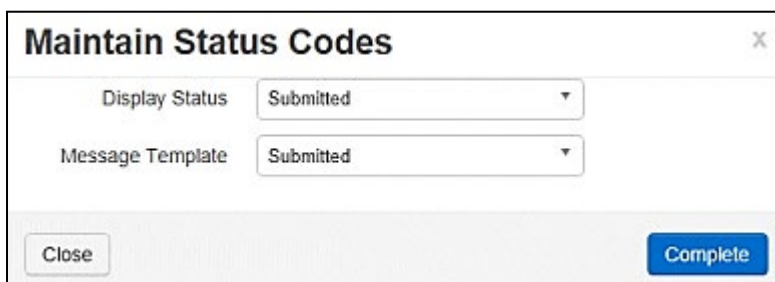 Maintain Status Codes x
Display Status Submitted
Message Template Submitted
Close Complete